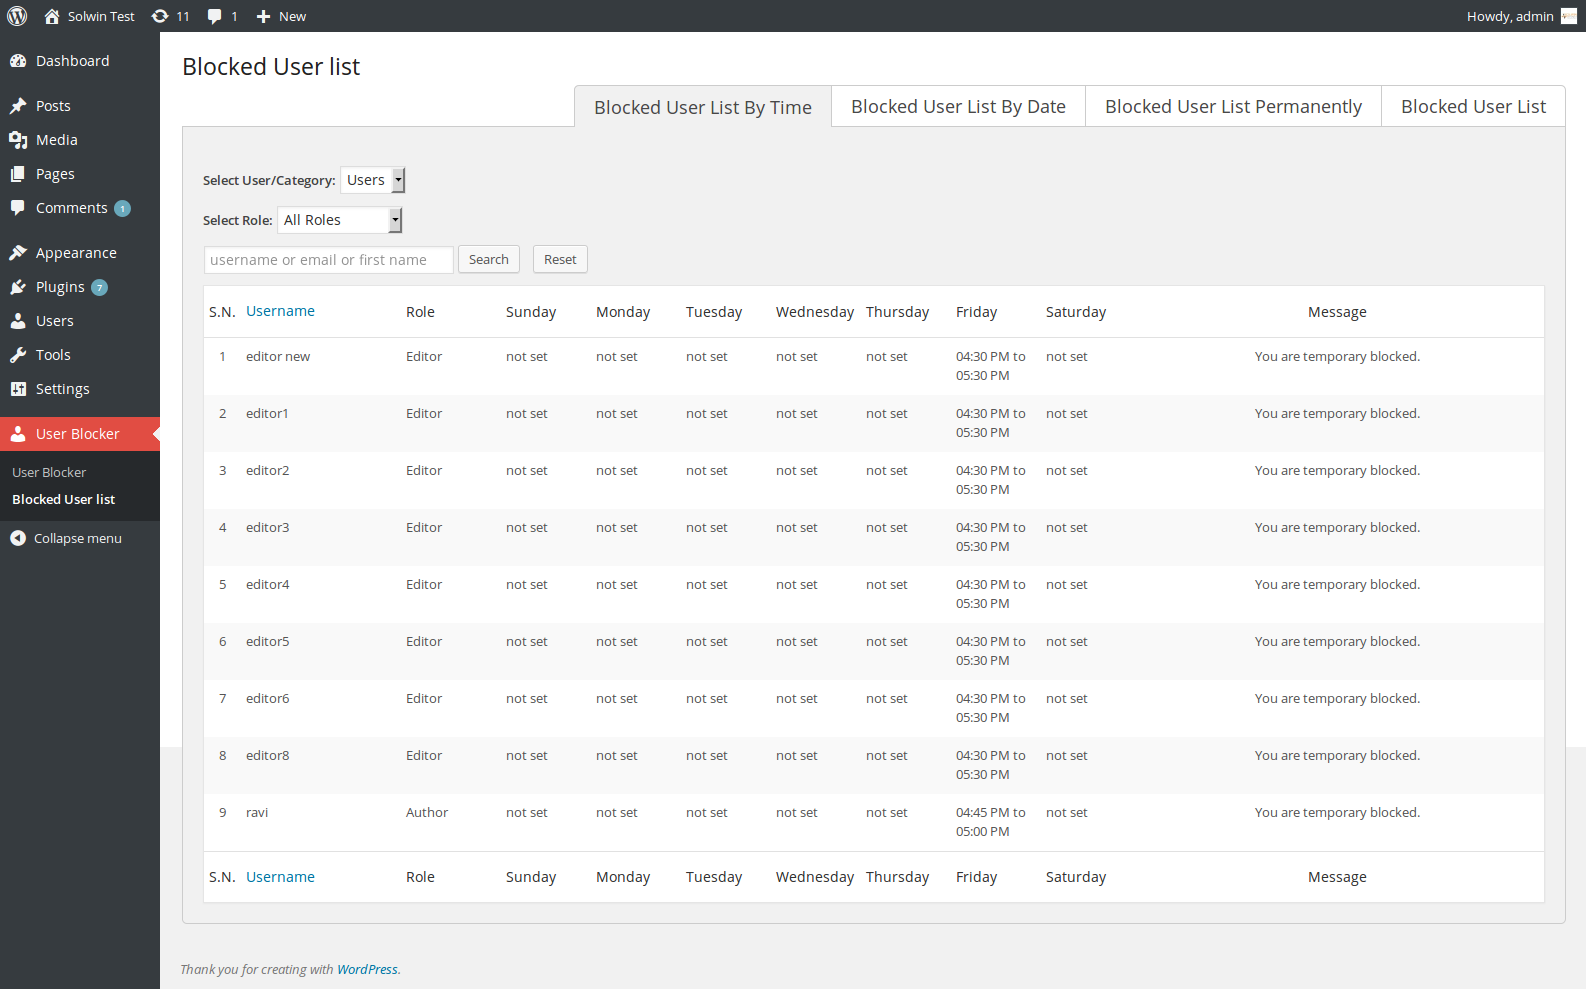 Solwin Test 11 1 New Howdy, admin
Dashboard
Posts
Media
Pages
Comments 1
Appearance
Plugins 7
Users
Tools
Settings
User Blocker
User Blocker
Blocked User list
Collapse menu
Blocked User list
Blocked User List By Time Blocked User List By Date Blocked User List Permanently Blocked User List
Select User/Category: Users
Select Role: All Roles
username or email or first name Search Reset
S.N. Username Role Sunday Monday Tuesday Wednesday Thursday Friday Saturday Message
1 editor new Editor not set not set not set not set not set 04:30 PM to not set You are temporary blocked.
05:30 PM
2 editor1 Editor not set not set not set not set not set 04:30 PM to not set You are temporary blocked.
05:30 PM
3 editor2 Editor not set not set not set not set not set 04:30 PM to not set You are temporary blocked.
05:30 PM
4 editor3 Editor not set not set not set not set not set 04:30 PM to not set You are temporary blocked.
05:30 PM
5 editor4 Editor not set not set not set not set not set 04:30 PM to not set You are temporary blocked.
05:30 PM
6 editor5 Editor not set not set not set not set not set 04:30 PM to not set You are temporary blocked.
05:30 PM
7 editor6 Editor not set not set not set not set not set 04:30 PM to not set You are temporary blocked.
05:30 PM
8 editor8 Editor not set not set not set not set not set 04:30 PM to not set You are temporary blocked.
05:30 PM
9 ravi Author not set not set not set not set not set 04:45 PM to not set You are temporary blocked.
05:00 PM
S.N. Username Role Sunday Monday Tuesday Wednesday Thursday Friday Saturday Message
Thank you for creating with WordPress.